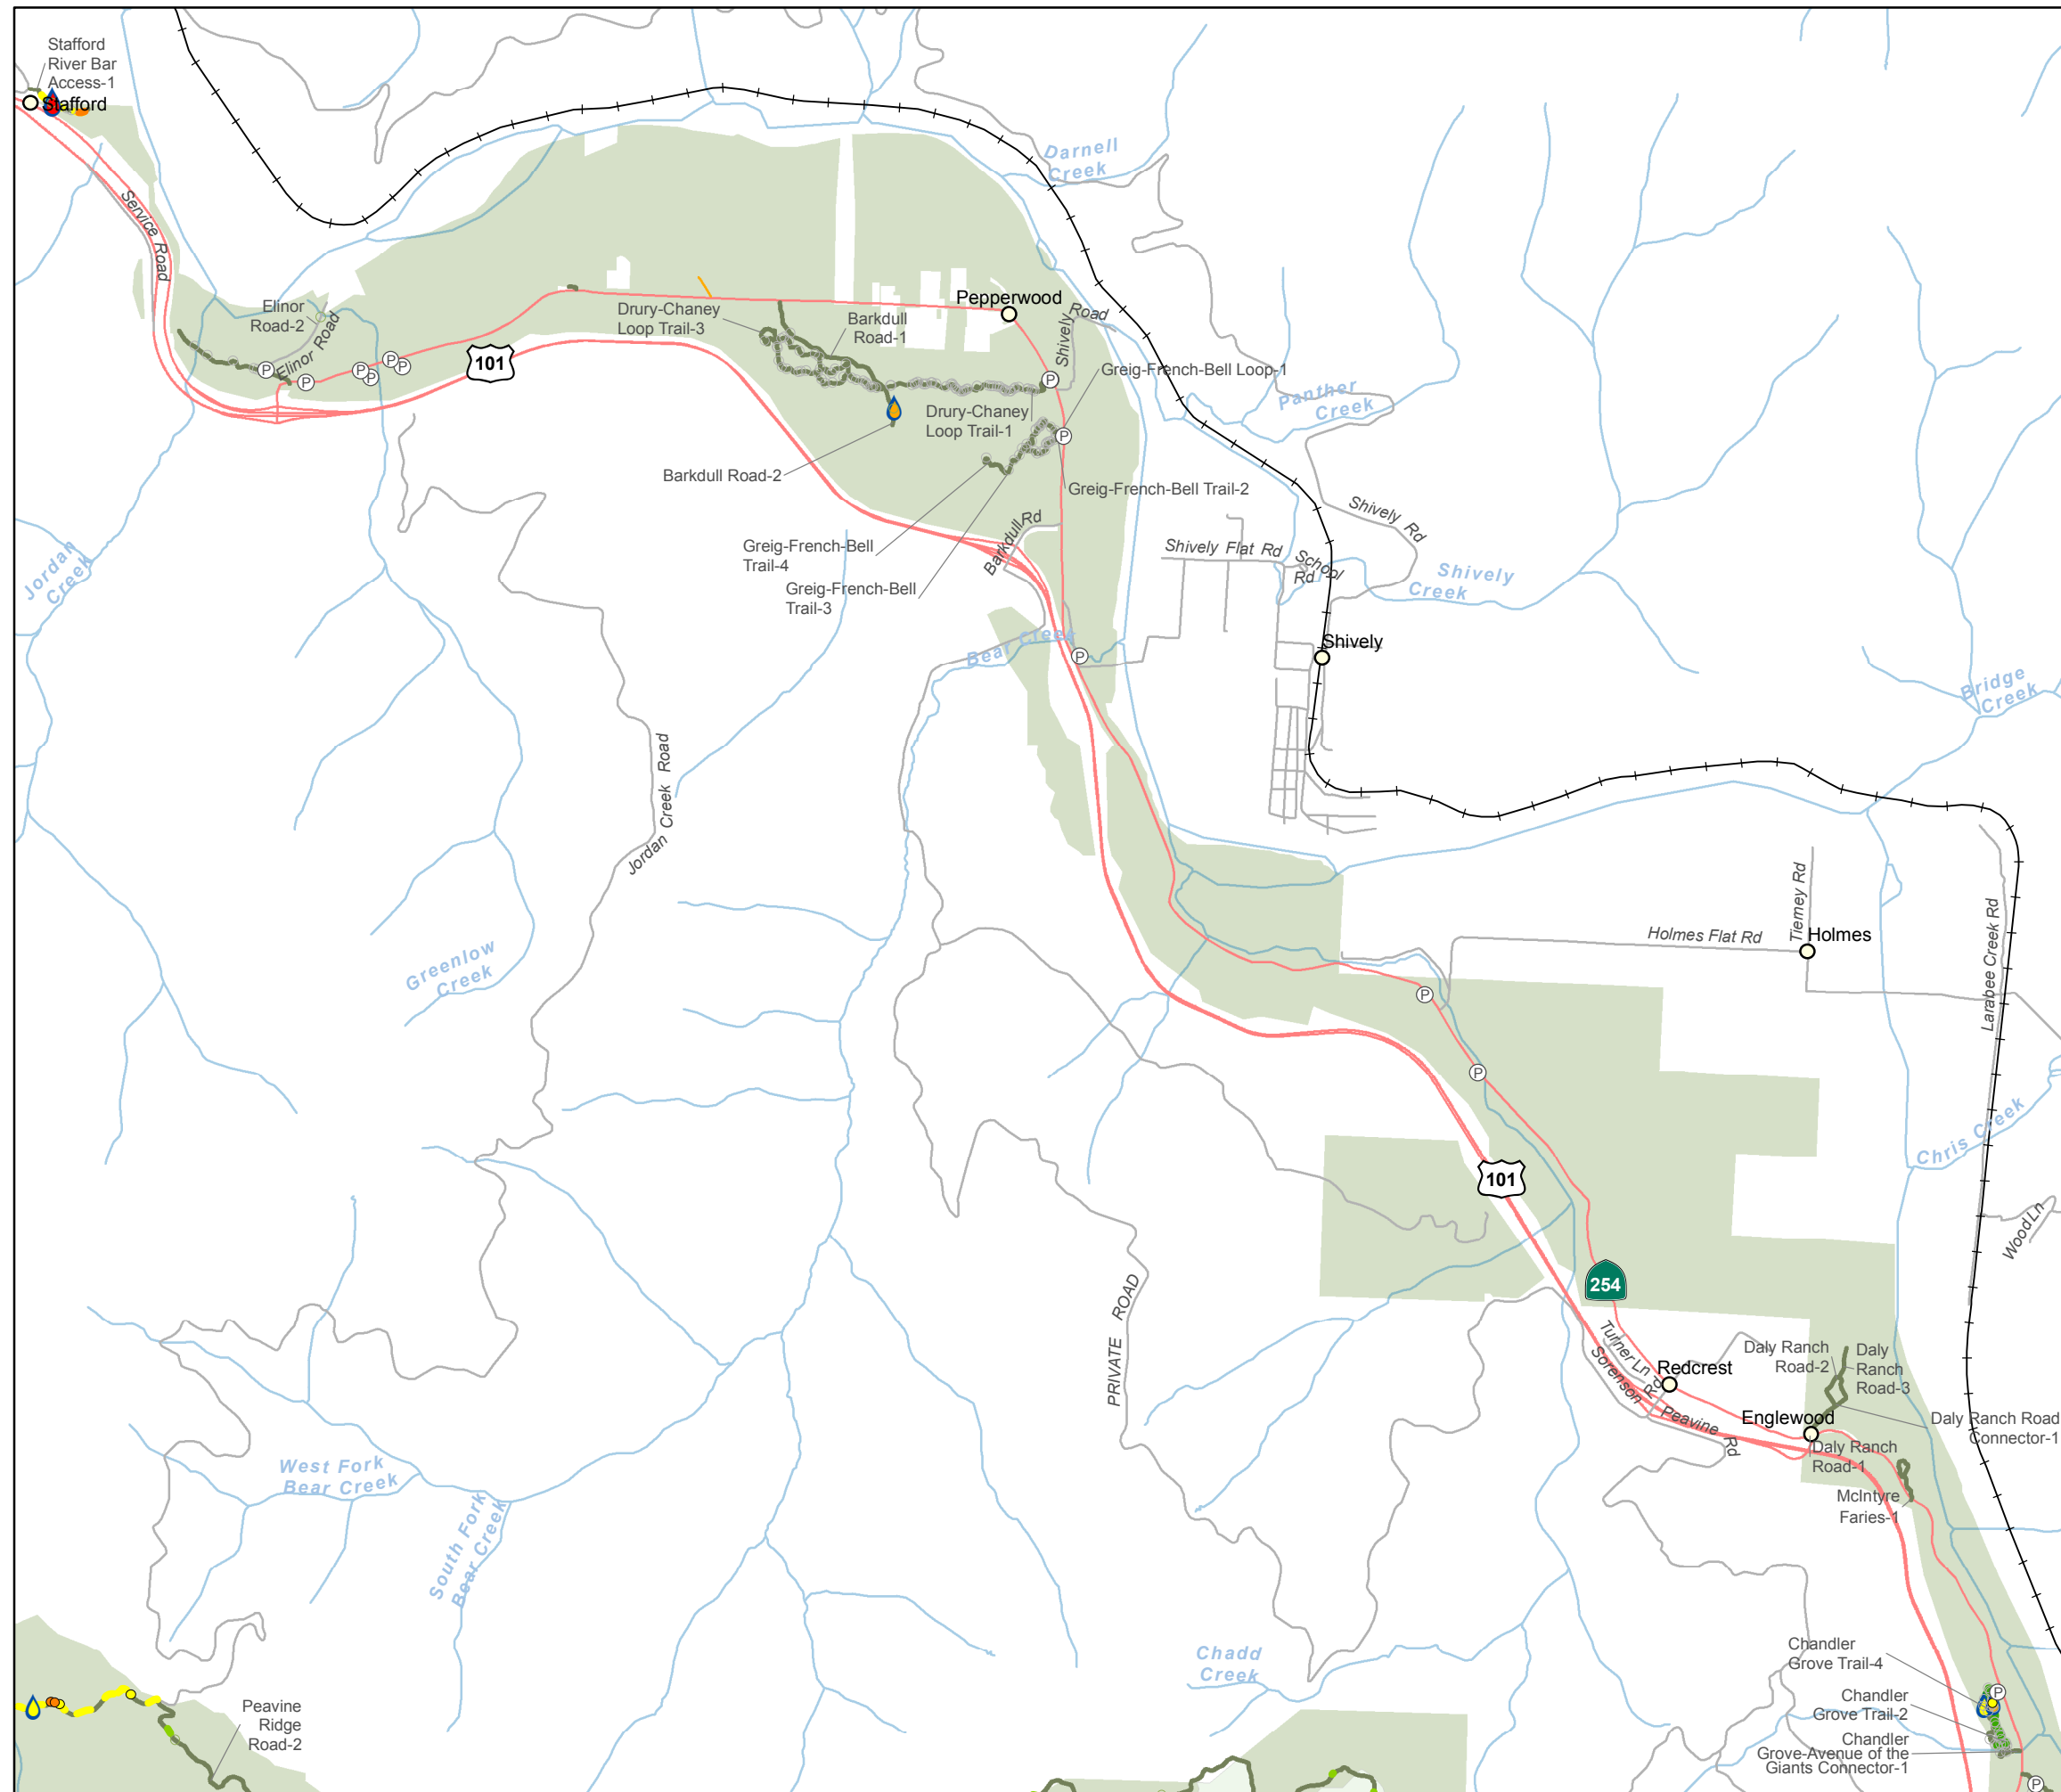 Stafford
River Bar
Access-1
Stafford
Service Road
Darnell
Creek
Elinor
Road-2
Elinor Road
P
P
P
P
P
P
101
Drury-Chaney
Loop Trail-3
Barkdull
Road-1
Pepperwood
Shively
Road
P
Greig-French-Bell Loop-1
Panther
Creek
Drury-Chaney
Loop Trail-1
P
Barkdull Road-2
Greig-French-Bell Trail-2
Greig-French-Bell
Trail-4
Greig-French-Bell
Trail-3
Barkdull Rd
Shively Rd
Shively Flat Rd
School
Rd
Shively
Creek
Jordan
Creek
Bear Creek
P
Shively
Bridge
Creek
Jordan Creek Road
Tierney Rd
Holmes Flat Rd
Holmes
Larabee Creek Rd
Greenlow
Creek
P
P
Chris Creek
101
Wood Ln
254
PRIVATE ROAD
Turner Ln
Sorenson Rd
Redcrest
Peavine Rd
Daly Ranch
Road-2
Daly
Ranch
Road-3
Englewood
Daly Ranch Road
Connector-1
Daly Ranch
Road-1
McIntyre
Faries-1
West Fork
Bear Creek
South Fork
Bear Creek
Chadd
Creek
Peavine
Ridge
Road-2
Chandler
Grove Trail-4
P
Chandler
Grove Trail-2
Chandler
Grove-Avenue of the
Giants Connector-1
P